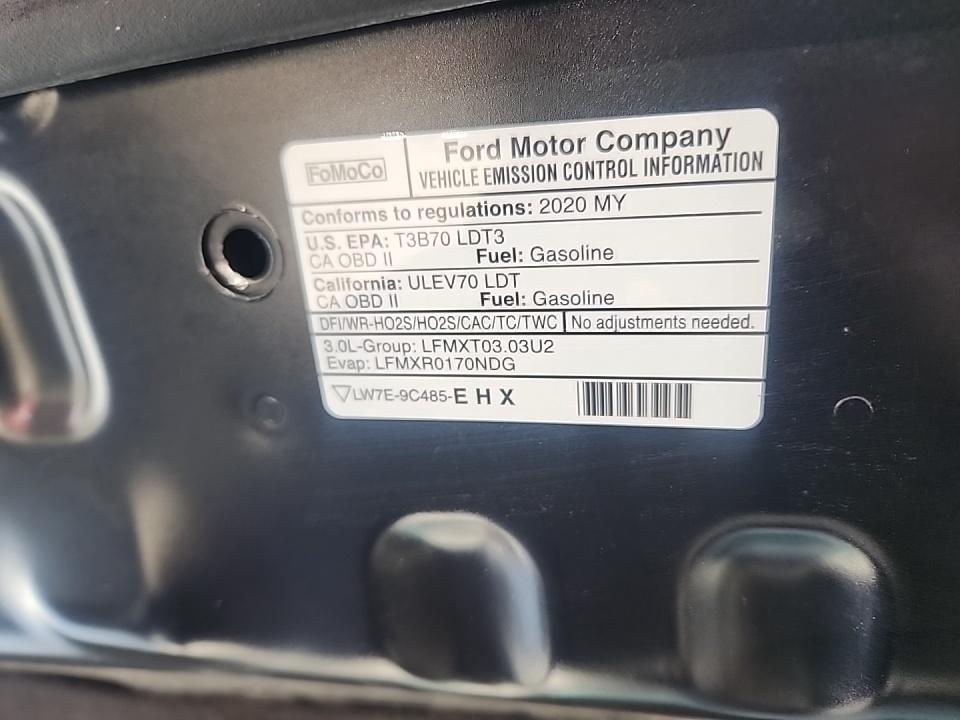 FoMoCo
Ford Motor Company
VEHICLE EMISSION CONTROL INFORMATION
Conforms to regulations: 2020 MY
U.S. EPA: T3B70 LDT3
CA OBD II Fuel: Gasoline
California: ULEV70 LDT
CA OBD II Fuel: Gasoline
DFI/WR-HO2S/HO2S/CAC/TC/TWC No adjustments needed.
3.0L-Group: LFMXT03.03U2
Evap: LFMXR0170NDG
LW7E-9C485-E H X